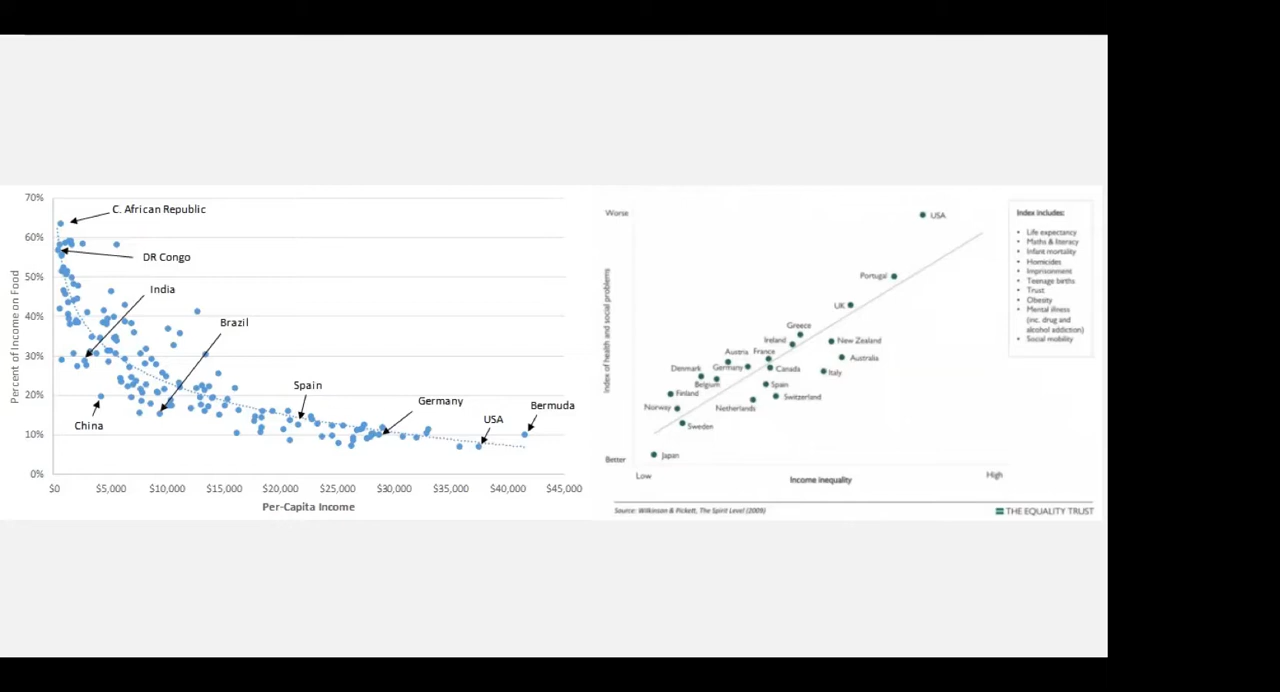 70%
C. African Republic
60%
DR Congo
50%
India
40%
Brazil
30%
Spain
20%
Germany
USA
Bermuda
China
10%
0%
$0
$5,000
$10,000
$15,000
$20,000
$25,000
$30,000
$35,000
$40,000
$45,000
Percent of Income on Food
Per-Capita Income
Worse
USA
Portugal
UK
Greece
Ireland
New Zealand
Austria
France
Australia
Denmark
Germany
Canada
Italy
Belgium
Spain
Finland
Switzerland
Norway
Netherlands
Sweden
Japan
Better
Low
Income inequality
High
Index of health and social problems
Index includes:
• Life expectancy
• Maths & literacy
• Infant mortality
• Homicides
• Imprisonment
• Teenage births
• Trust
• Obesity
• Mental illness
(inc. drug and
alcohol addiction)
• Social mobility
Source: Wilkinson & Pickett, The Spirit Level (2009)
THE EQUALITY TRUST